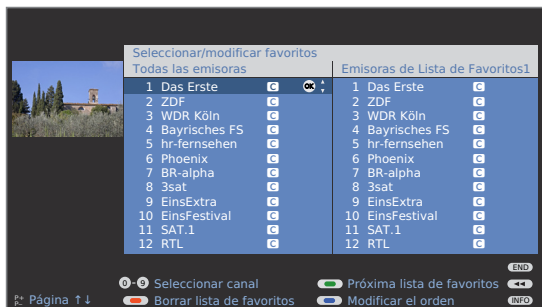 Seleccionar/modificar favoritos
Todas las emisoras
Emisoras de Lista de Favoritos1
1 Das Erste C OK
2 ZDF C
3 WDR Köln C
4 Bayrisches FS C
5 hr-fernsehen C
6 Phoenix C
7 BR-alpha C
8 3sat C
9 EinsExtra C
10 EinsFestival C
11 SAT.1 C
12 RTL C
1 Das Erste C
2 ZDF C
3 WDR Köln C
4 Bayrisches FS C
5 hr-fernsehen C
6 Phoenix C
7 BR-alpha C
8 3sat C
9 EinsExtra C
10 EinsFestival C
11 SAT.1 C
12 RTL C
END
0-9 Seleccionar canal
Próxima lista de favoritos
P+ P- Página ↑↓
Borrar lista de favoritos
Modificar el orden
INFO